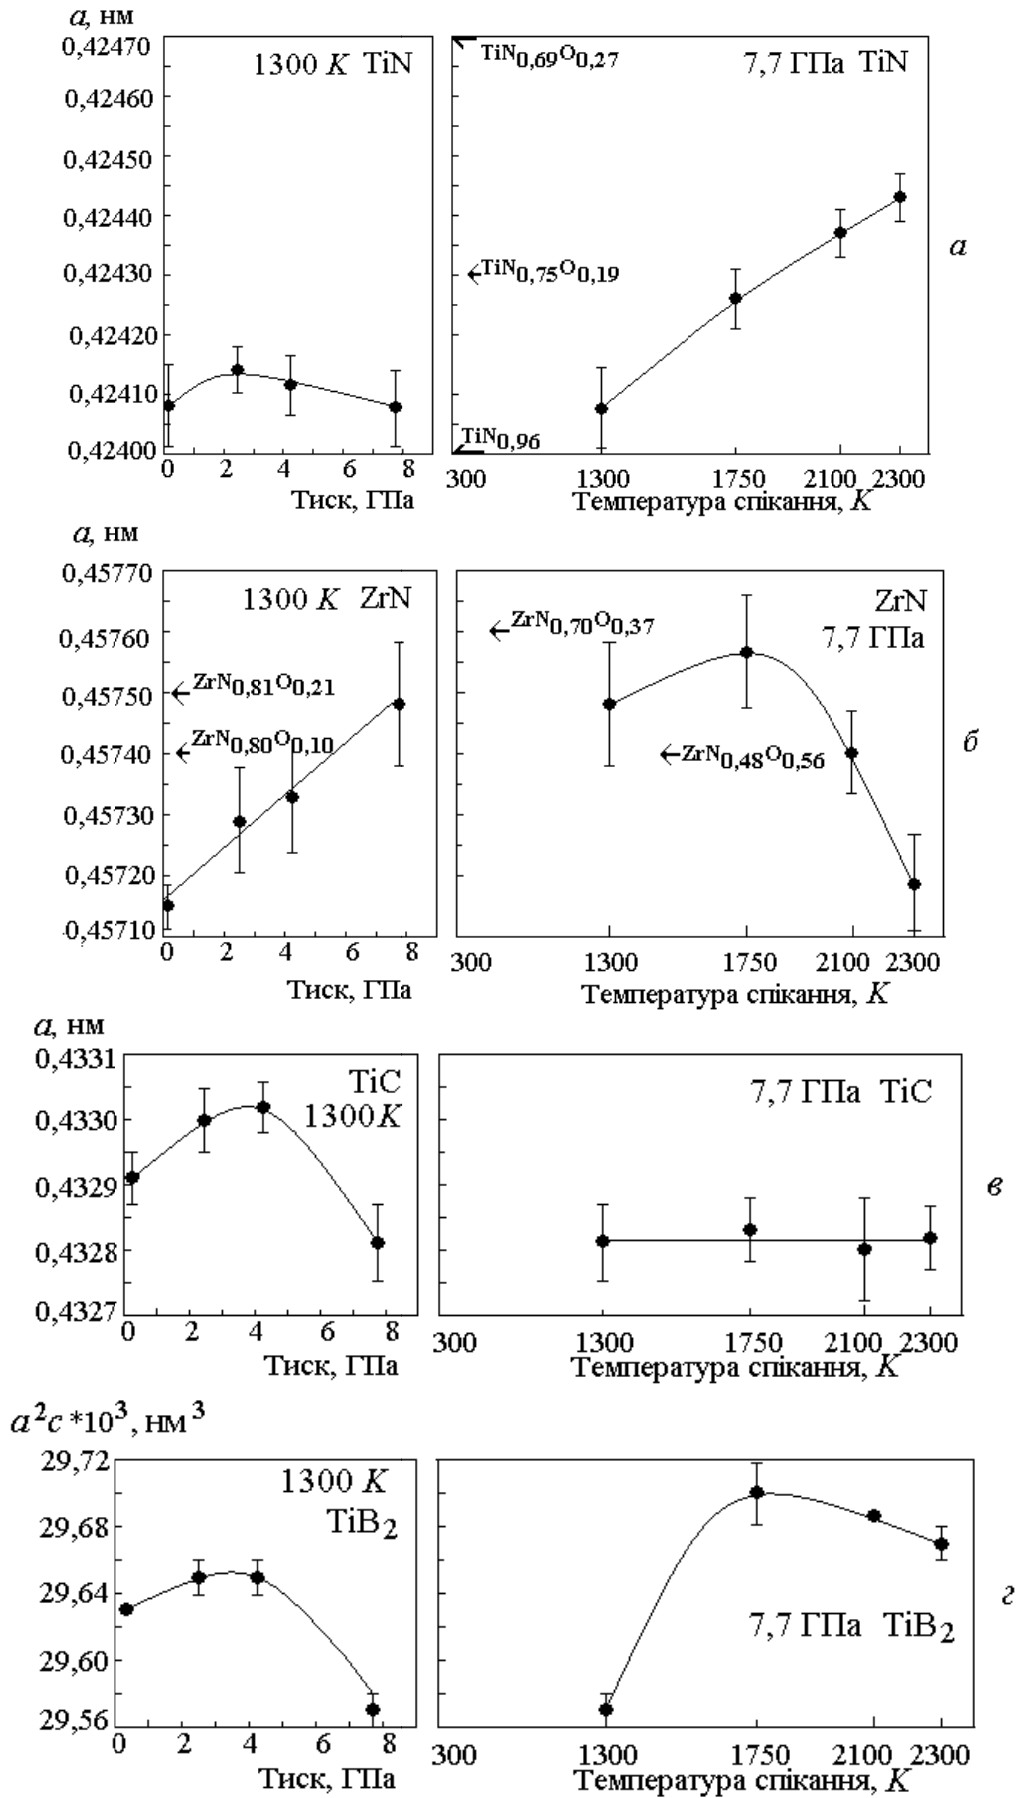 a, нм
0,42470
0,42460
0,42450
0,42440
0,42430
0,42420
0,42410
0,42400
1300 K TiN
0 2 4 6 8
Тиск, ГПа
TiN0,69O0,27
7,7 ГПа TiN
TiN0,75O0,19
TiN0,96
300 1300 1750 2100 2300
Температура спікання, K
а
a, нм
0,45770
0,45760
0,45750
0,45740
0,45730
0,45720
0,45710
1300 K ZrN
ZrN0,81O0,21
ZrN0,80O0,10
0 2 4 6 8
Тиск, ГПа
ZrN
7,7 ГПа
ZrN0,70O0,37
ZrN0,48O0,56
300 1300 1750 2100 2300
Температура спікання, K
б
a, нм
0,4331
0,4330
0,4329
0,4328
0,4327
TiC
1300 K
0 2 4 6 8
Тиск, ГПа
7,7 ГПа TiC
300 1300 1750 2100 2300
Температура спікання, K
в
a²c *10³, нм³
29,72
29,68
29,64
29,60
29,56
1300 K
TiB2
0 2 4 6 8
Тиск, ГПа
7,7 ГПа TiB2
300 1300 1750 2100 2300
Температура спікання, K
г